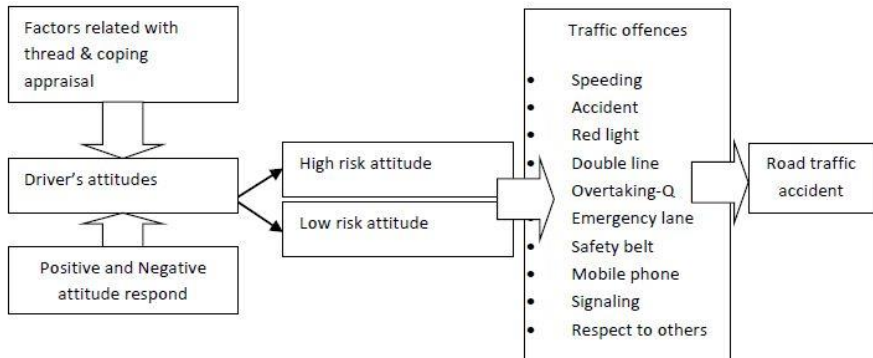 Factors related with
thread & coping
appraisal
Driver's attitudes
Positive and Negative
attitude respond
High risk attitude
Low risk attitude
Traffic offences
• Speeding
• Accident
• Red light
• Double line
Overtaking-Q
Emergency lane
• Safety belt
• Mobile phone
• Signaling
• Respect to others
Road traffic
accident